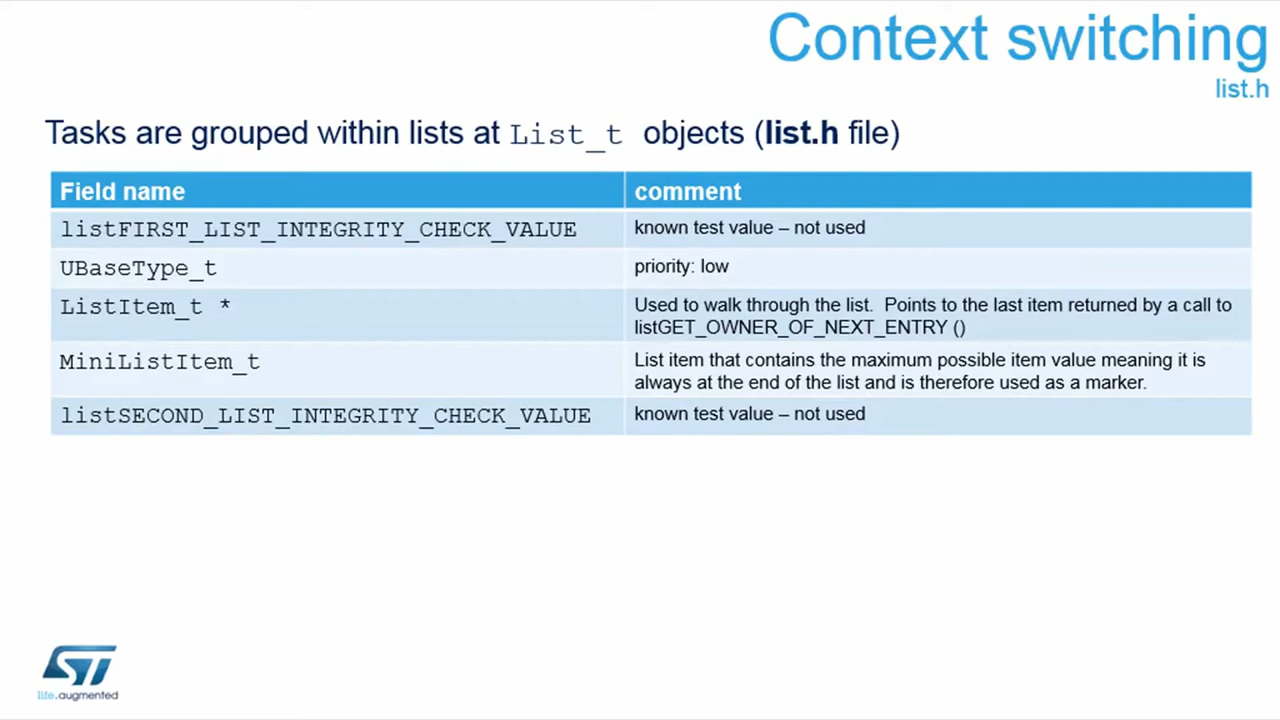 Context switching
list.h
Tasks are grouped within lists at List_t objects (list.h file)
Field name
comment
listFIRST_LIST_INTEGRITY_CHECK_VALUE
known test value – not used
UBaseType_t
priority: low
ListItem_t *
Used to walk through the list. Points to the last item returned by a call to
listGET_OWNER_OF_NEXT_ENTRY ()
MiniListItem_t
List item that contains the maximum possible item value meaning it is
always at the end of the list and is therefore used as a marker.
listSECOND_LIST_INTEGRITY_CHECK_VALUE
known test value – not used
ST
life.augmented